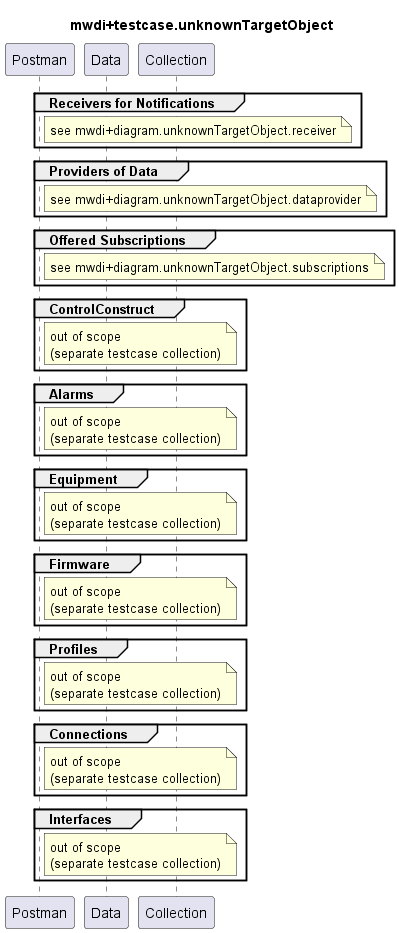 mwdi+testcase.unknownTargetObject
Postman Data Collection
Receivers for Notifications
see mwdi+diagram.unknownTargetObject.receiver
Providers of Data
see mwdi+diagram.unknownTargetObject.dataprovider
Offered Subscriptions
see mwdi+diagram.unknownTargetObject.subscriptions
ControlConstruct
out of scope
(separate testcase collection)
Alarms
out of scope
(separate testcase collection)
Equipment
out of scope
(separate testcase collection)
Firmware
out of scope
(separate testcase collection)
Profiles
out of scope
(separate testcase collection)
Connections
out of scope
(separate testcase collection)
Interfaces
out of scope
(separate testcase collection)
Postman Data Collection